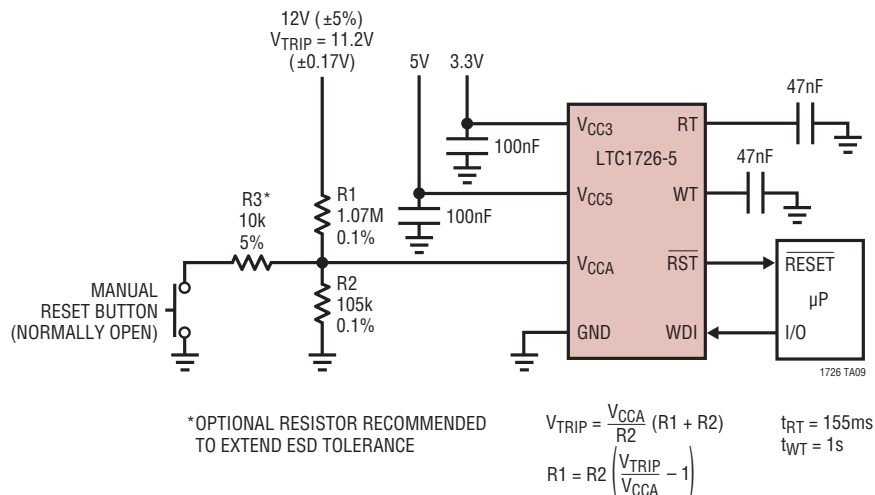 12V (±5%)
VTRIP = 11.2V
(±0.17V)
5V
3.3V
47nF
VCC3
RT
100nF
LTC1726-5
47nF
R3*
10k
5%
R1
1.07M
0.1%
VCC5
WT
100nF
VCCA
RST
RESET
MANUAL
RESET BUTTON
(NORMALLY OPEN)
R2
105k
0.1%
µP
GND
WDI
I/O
1726 TA09
*OPTIONAL RESISTOR RECOMMENDED
TO EXTEND ESD TOLERANCE
VTRIP = VCCA/R2 (R1 + R2)
tRT = 155ms
tWT = 1s
R1 = R2 (VTRIP/VCCA – 1)